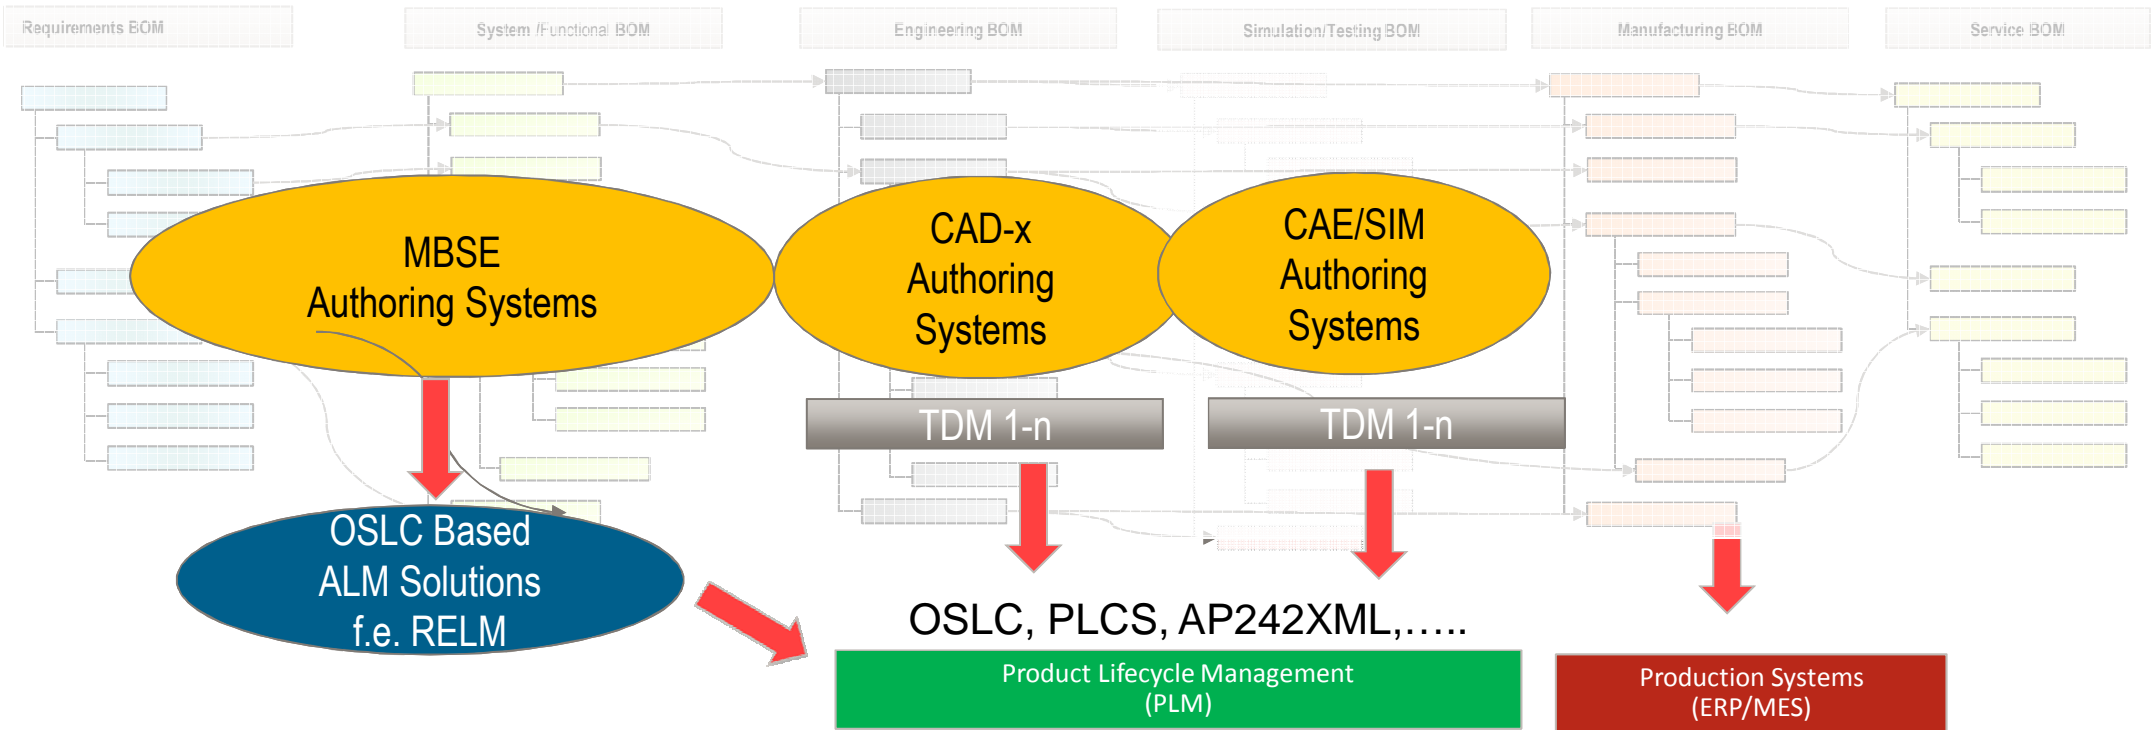 Requirements BOM
System /Functional BOM
Engineering BOM
Simulation/Testing BOM
Manufacturing BOM
Service BOM
MBSE
Authoring Systems
CAD-x
Authoring
Systems
CAE/SIM
Authoring
Systems
TDM 1-n
TDM 1-n
OSLC Based
ALM Solutions
f.e. RELM
OSLC, PLCS, AP242XML,.....
Product Lifecycle Management
(PLM)
Production Systems
(ERP/MES)